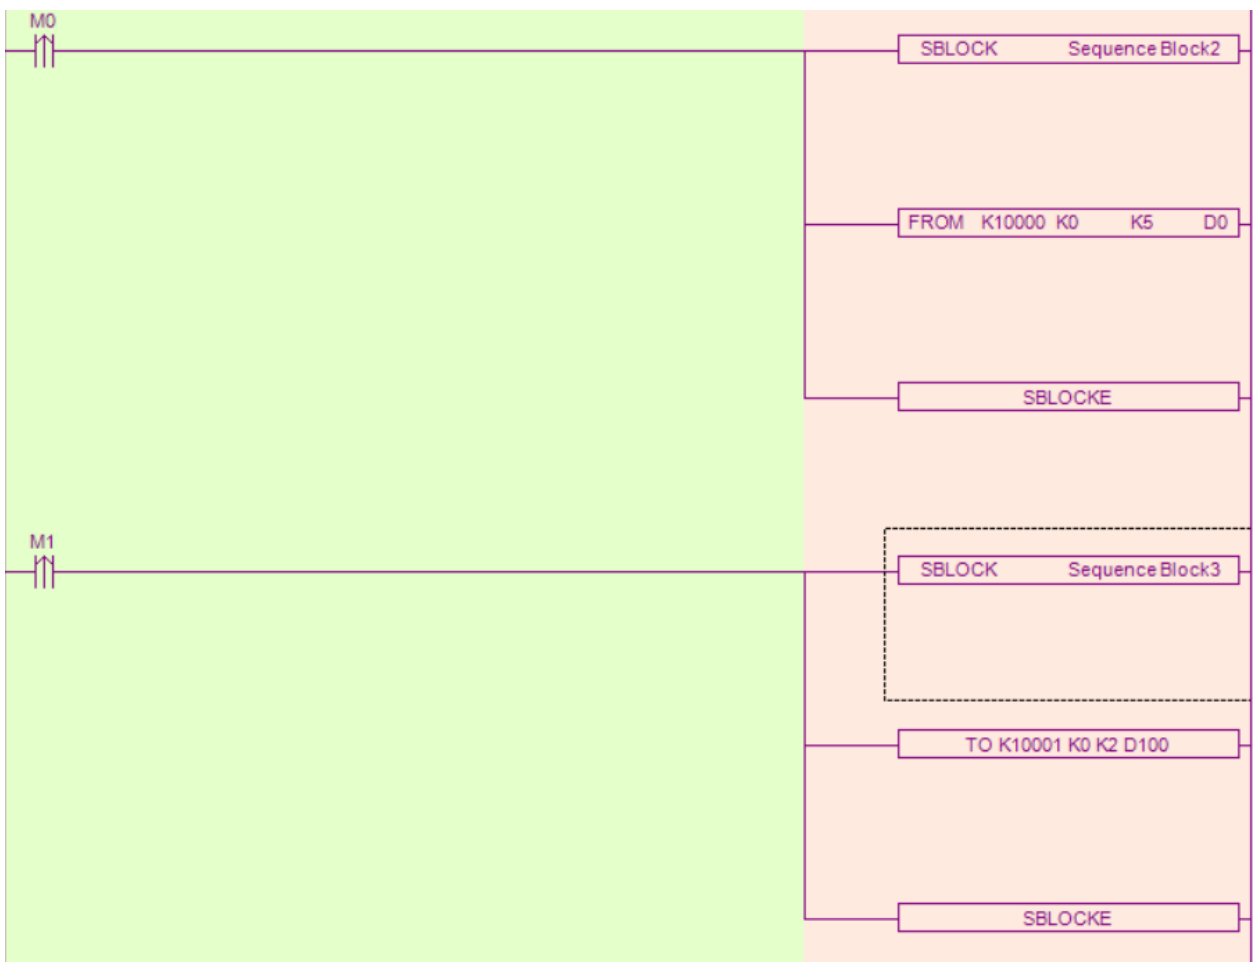 M0
SBLOCK Sequence Block2
FROM K10000 K0 K5 D0
SBLOCKE
M1
SBLOCK Sequence Block3
TO K10001 K0 K2 D100
SBLOCKE